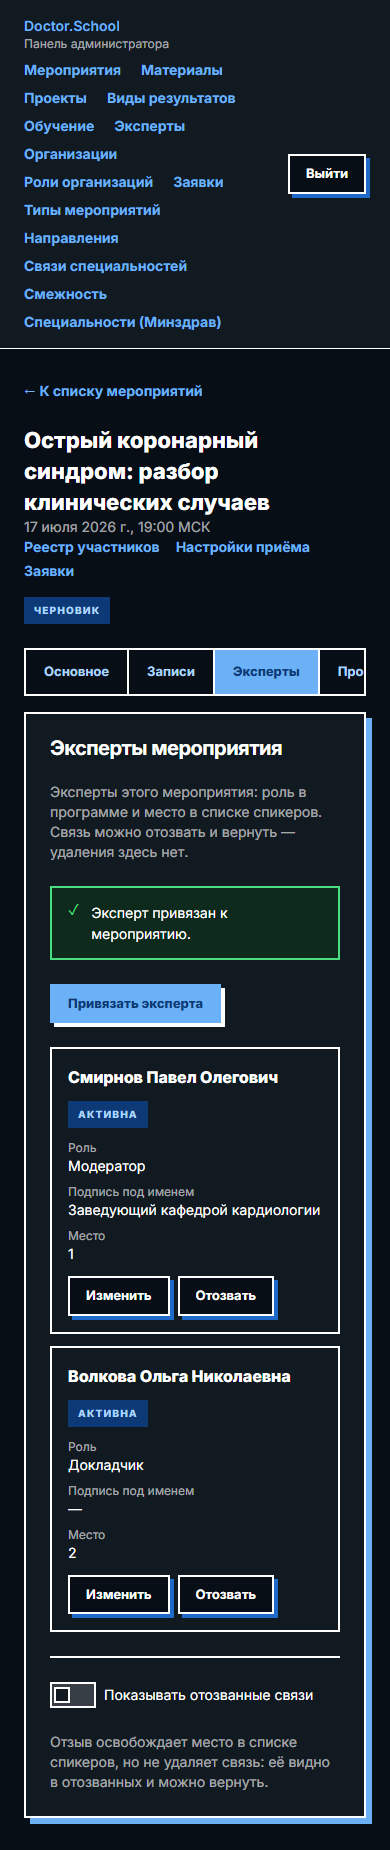 Doctor.School
Панель администратора
Мероприятия Материалы
Проекты Виды результатов
Обучение Эксперты
Организации
Роли организаций Заявки
Типы мероприятий
Направления
Связи специальностей
Смежность
Специальности (Минздрав)
Выйти
← К списку мероприятий
Острый коронарный
синдром: разбор
клинических случаев
17 июля 2026 г., 19:00 МСК
Реестр участников Настройки приёма
Заявки
ЧЕРНОВИК
Основное Записи Эксперты Про
Эксперты мероприятия
Эксперты этого мероприятия: роль в
программе и место в списке спикеров.
Связь можно отозвать и вернуть —
удаления здесь нет.
✓ Эксперт привязан к
мероприятию.
Привязать эксперта
Смирнов Павел Олегович
АКТИВНА
Роль
Модератор
Подпись под именем
Заведующий кафедрой кардиологии
Место
1
Изменить Отозвать
Волкова Ольга Николаевна
АКТИВНА
Роль
Докладчик
Подпись под именем
—
Место
2
Изменить Отозвать
Показывать отозванные связи
Отзыв освобождает место в списке
спикеров, но не удаляет связь: её видно
в отозванных и можно вернуть.